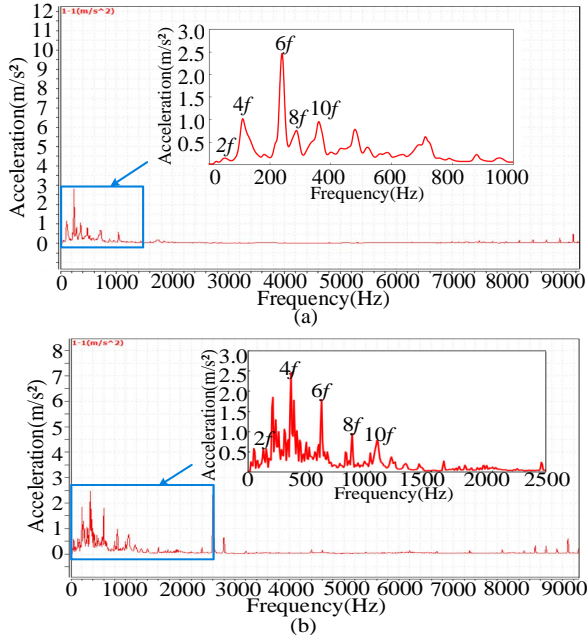 1-1(m/s^2)
Acceleration(m/s²)
12
11
10
9
8
7
6
5
4
3
2
1
0
Acceleration(m/s²)
3.0
2.5
2.0
1.5
1.0
0.5
2f
4f
6f
8f
10f
0 200 400 600 800 1000
Frequency(Hz)
0 1000 2000 3000 4000 5000 6000 7000 8000 9000
Frequency(Hz)
(a)
1-1(m/s^2)
Acceleration(m/s²)
8
7
6
5
4
3
2
1
0
Acceleration(m/s²)
3.0
2.5
2.0
1.5
1.0
0.5
2f
4f
6f
8f
10f
0 500 1000 1500 2000 2500
Frequency(Hz)
0 1000 2000 3000 4000 5000 6000 7000 8000 9000
Frequency(Hz)
(b)